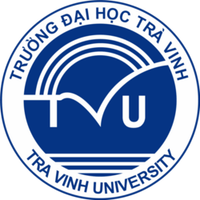 TRƯỜNG ĐẠI HỌC TRÀ VINH
TVU
TRA VINH UNIVERSITY